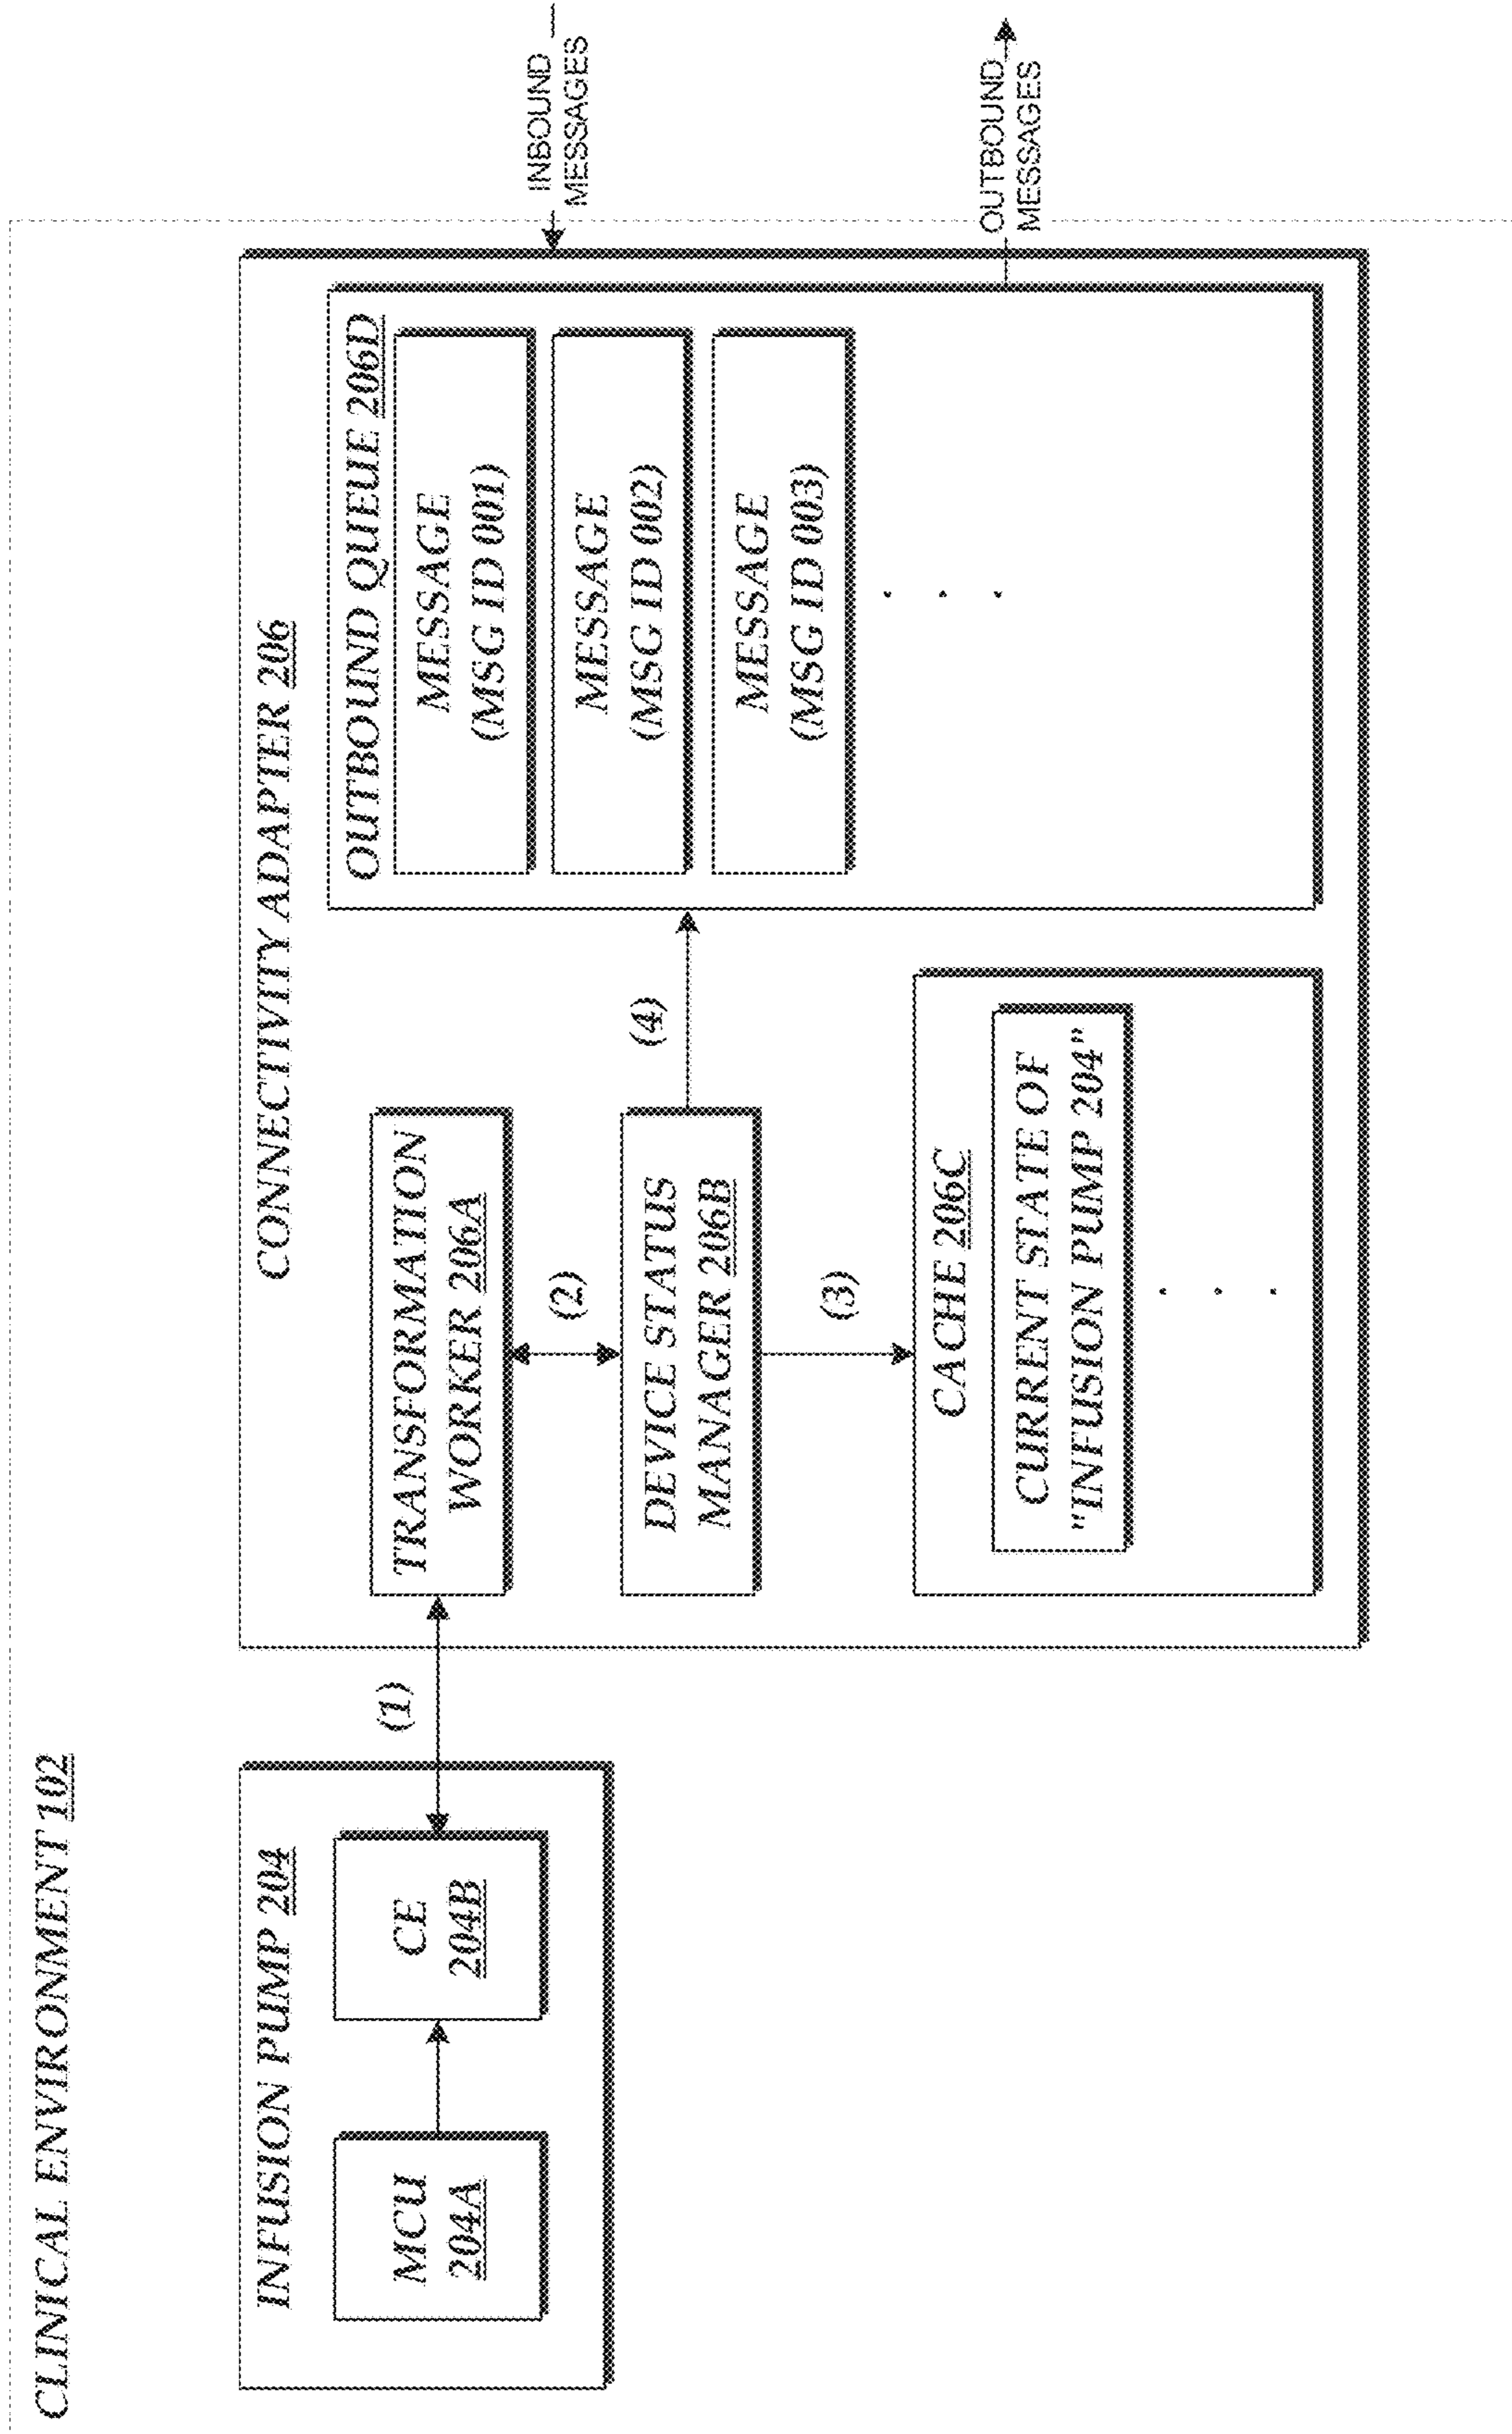 CLINICAL ENVIRONMENT 102
INFUSION PUMP 204
MCU
204A
CE
204B
(1)
CONNECTIVITY ADAPTER 206
TRANSFORMATION
WORKER 206A
(2)
DEVICE STATUS
MANAGER 206B
(3)
(4)
CACHE 206C
CURRENT STATE OF
"INFUSION PUMP 204"
OUTBOUND QUEUE 206D
MESSAGE
(MSG ID 001)
MESSAGE
(MSG ID 002)
MESSAGE
(MSG ID 003)
INBOUND
MESSAGES
OUTBOUND
MESSAGES